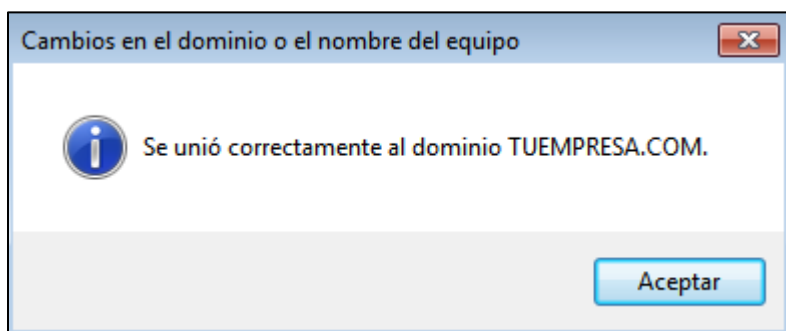 Cambios en el dominio o el nombre del equipo
Se unió correctamente al dominio TUEMPRESA.COM.
Aceptar